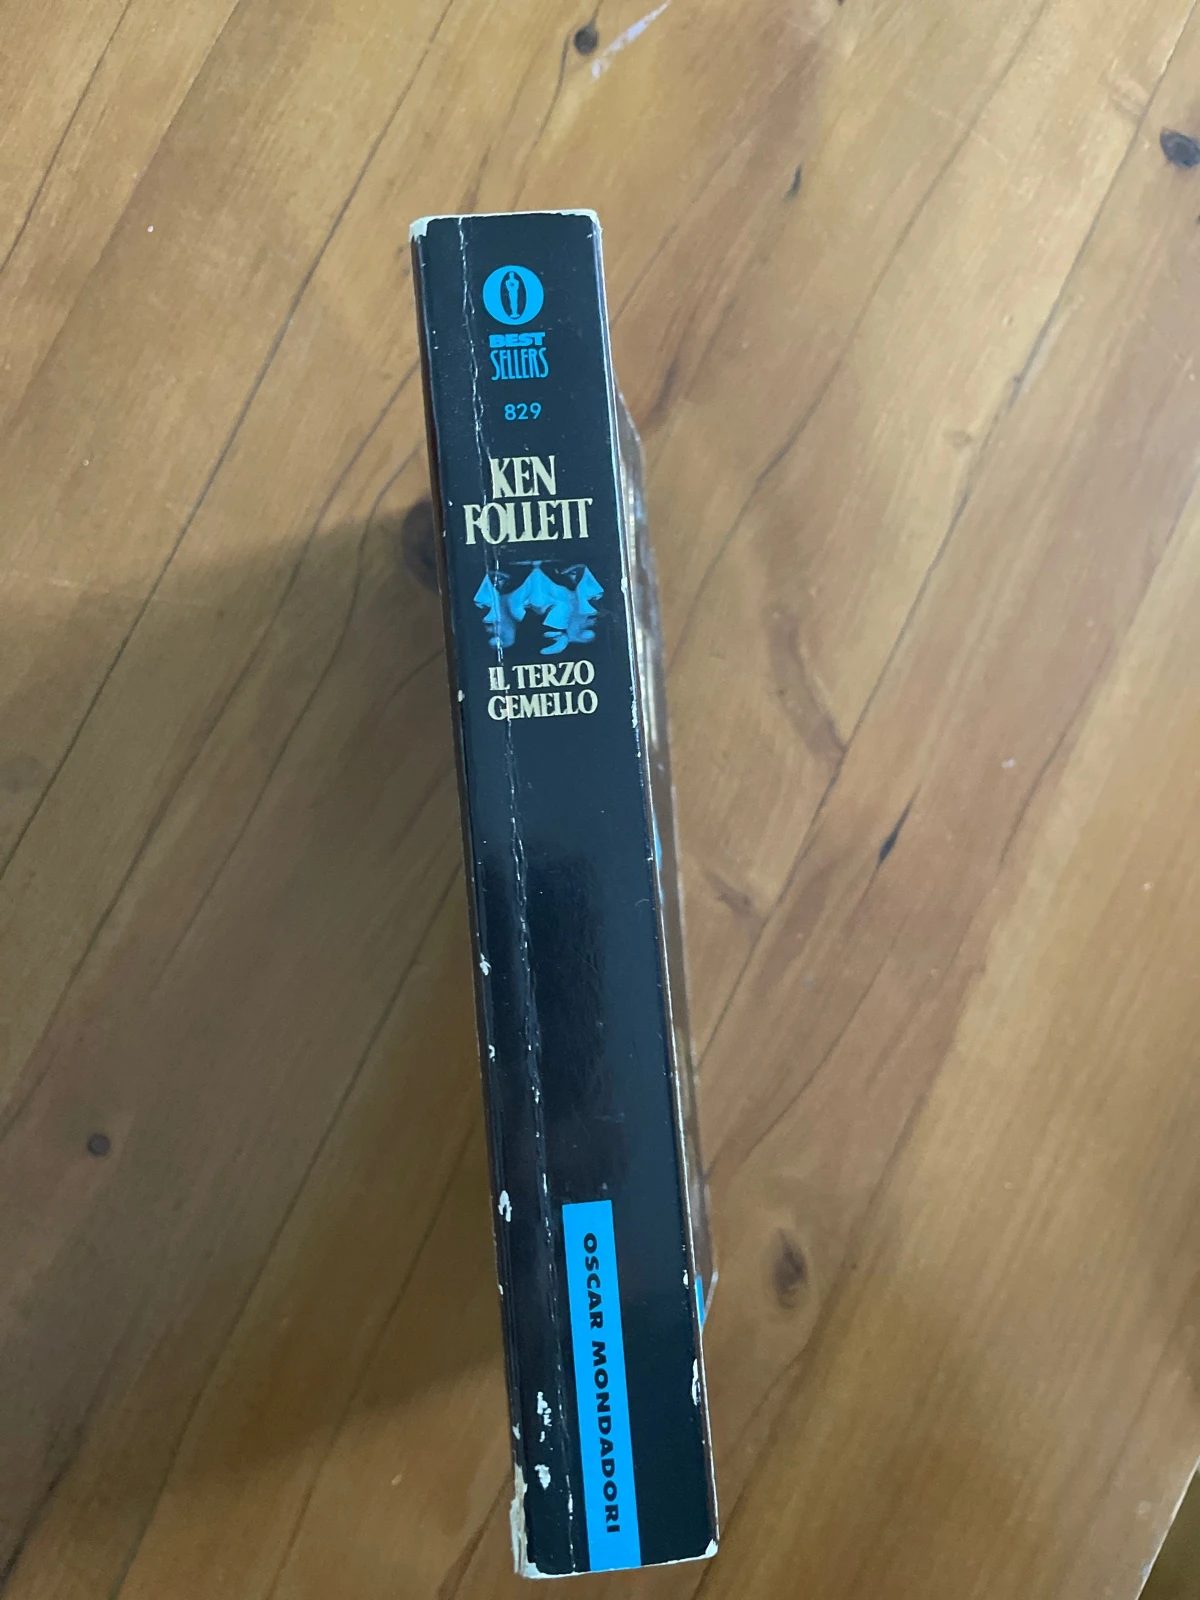 BEST
SELLERS
829
KEN
FOLLETT
IL TERZO
GEMELLO
OSCAR MONDADORI